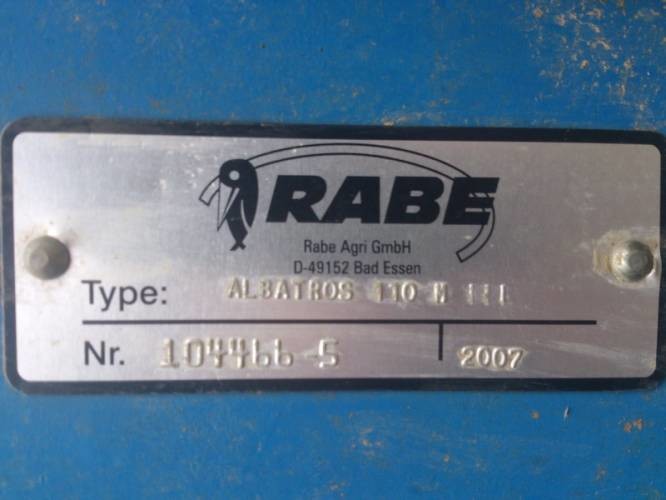 RABE
Rabe Agri GmbH
D-49152 Bad Essen
Type: ALBATROS 110 M
Nr. 104466-5 2007